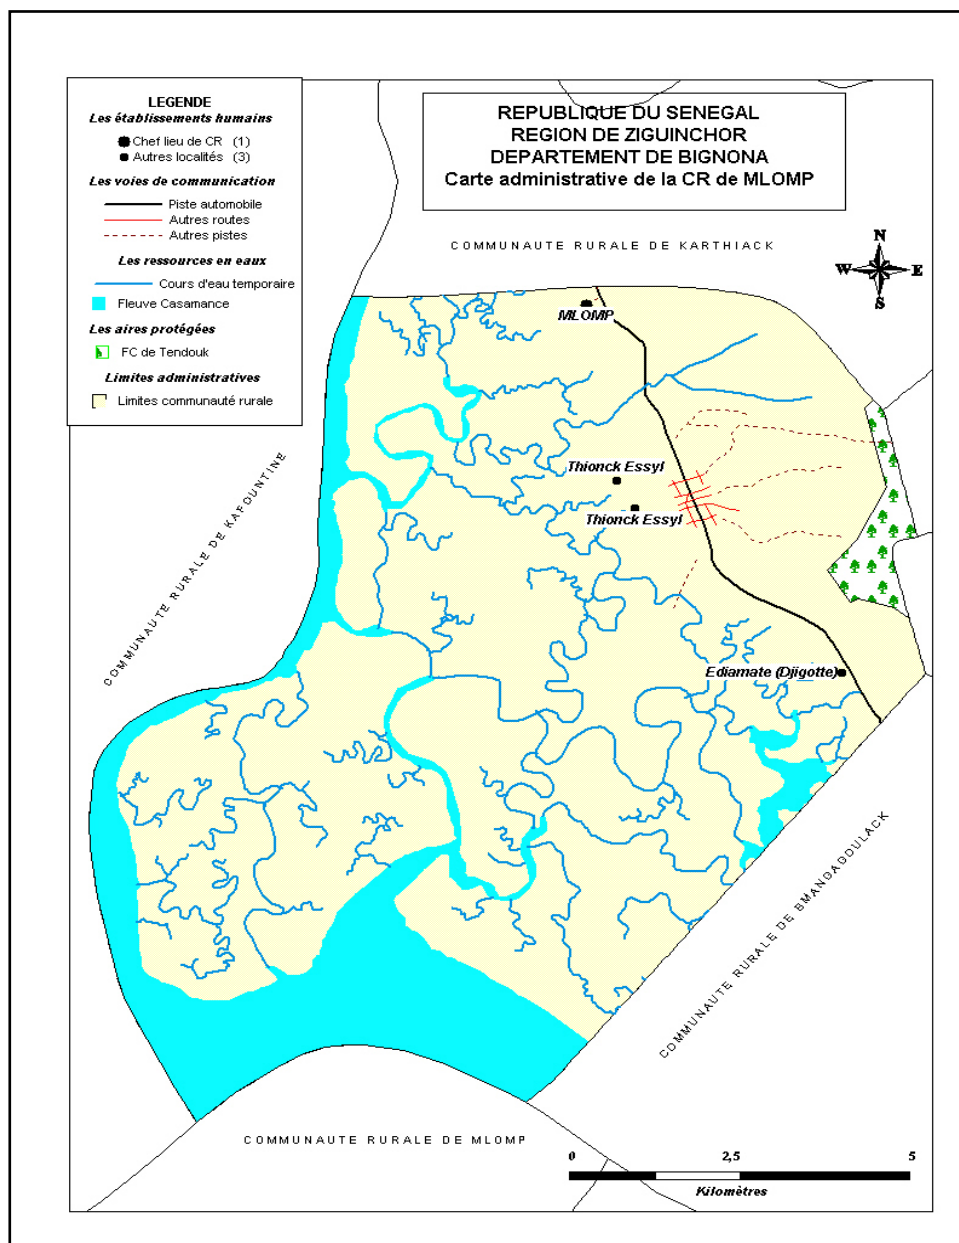 LEGENDE
Les établissements humains
Chef lieu de CR (1)
Autres localités (3)
Les voies de communication
Piste automobile
Autres routes
Autres pistes
Les ressources en eaux
Cours d'eau temporaire
Fleuve Casamance
Les aires protégées
FC de Tendouk
Limites administratives
Limites communauté rurale
REPUBLIQUE DU SENEGAL
REGION DE ZIGUINCHOR
DEPARTEMENT DE BIGNONA
Carte administrative de la CR de MLOMP
COMMUNAUTE RURALE DE KARTHIACK
N
W E
S
MLOMP
Thionck Essyl
Thionck Essyl
COMMUNAUTE RURALE DE KAFOUNTINE
Ediamate (Djigotte)
COMMUNAUTE RURALE DE BMANGAGOULACK
COMMUNAUTE RURALE DE MLOMP
0 2,5 5
Kilomètres